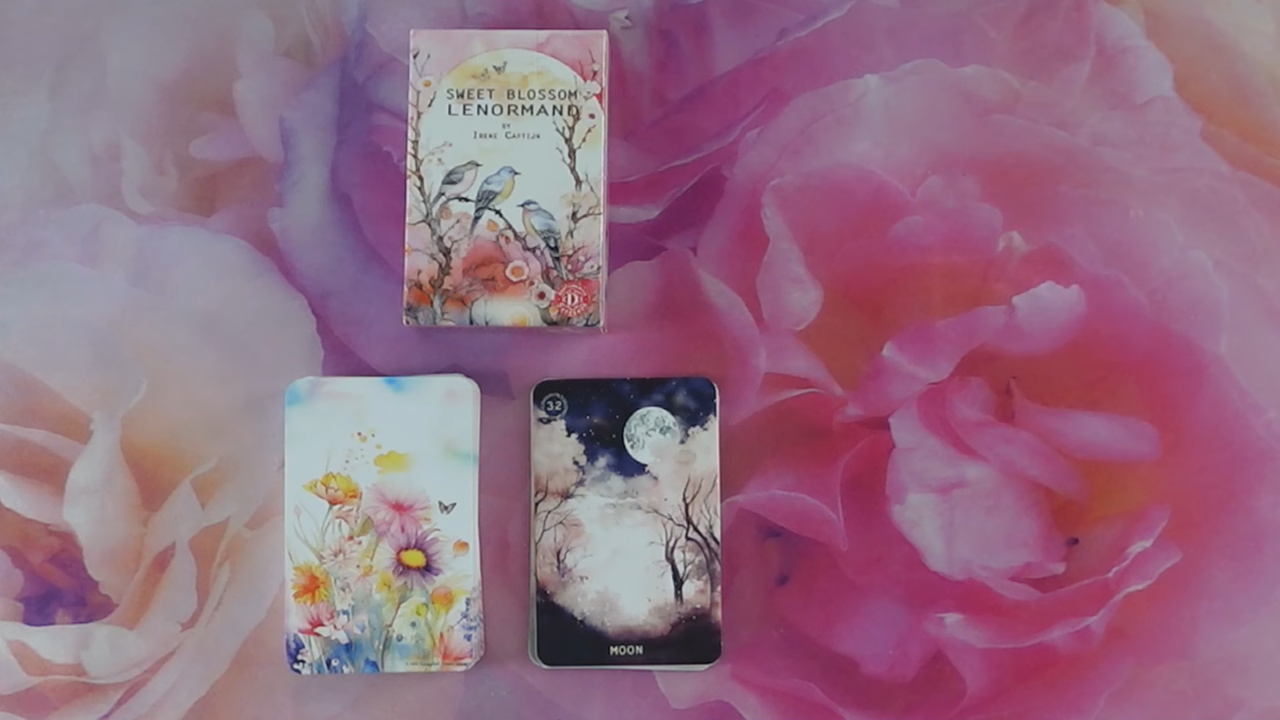 SWEET BLOSSOM
LENORMAND
BY
IRENE CAFTIJN
D
32
MOON